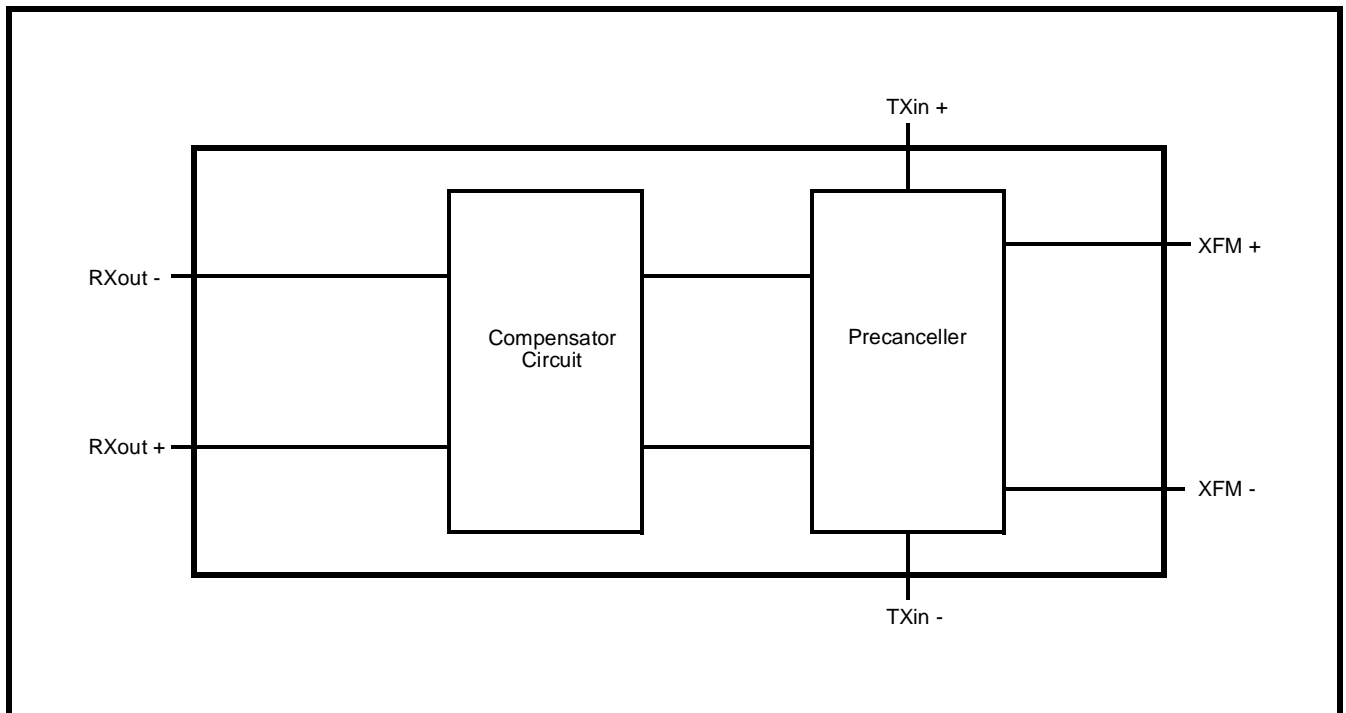 TXin +
XFM +
RXout -
Compensator
Circuit
Precanceller
RXout +
XFM -
TXin -